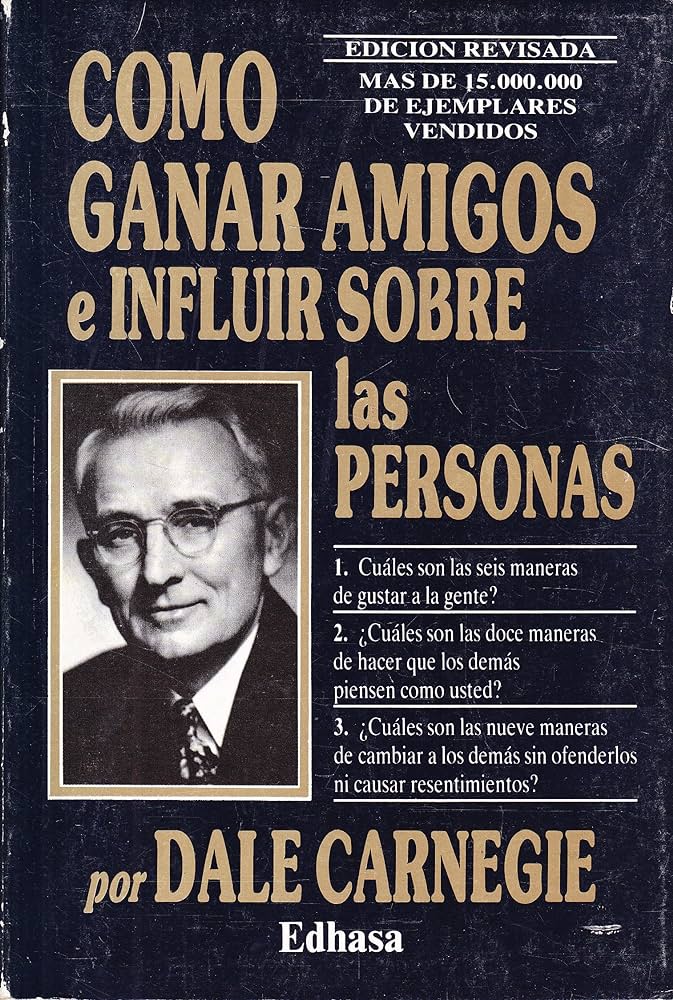 EDICION REVISADA
MAS DE 15.000.000
DE EJEMPLARES
VENDIDOS
COMO
GANAR AMIGOS
e INFLUIR SOBRE
las
PERSONAS
1. Cuáles son las seis maneras
de gustar a la gente?
2. ¿Cuáles son las doce maneras
de hacer que los demás
piensen como usted?
3. ¿Cuáles son las nueve maneras
de cambiar a los demás sin ofenderlos
ni causar resentimientos?
por DALE CARNEGIE
Edhasa